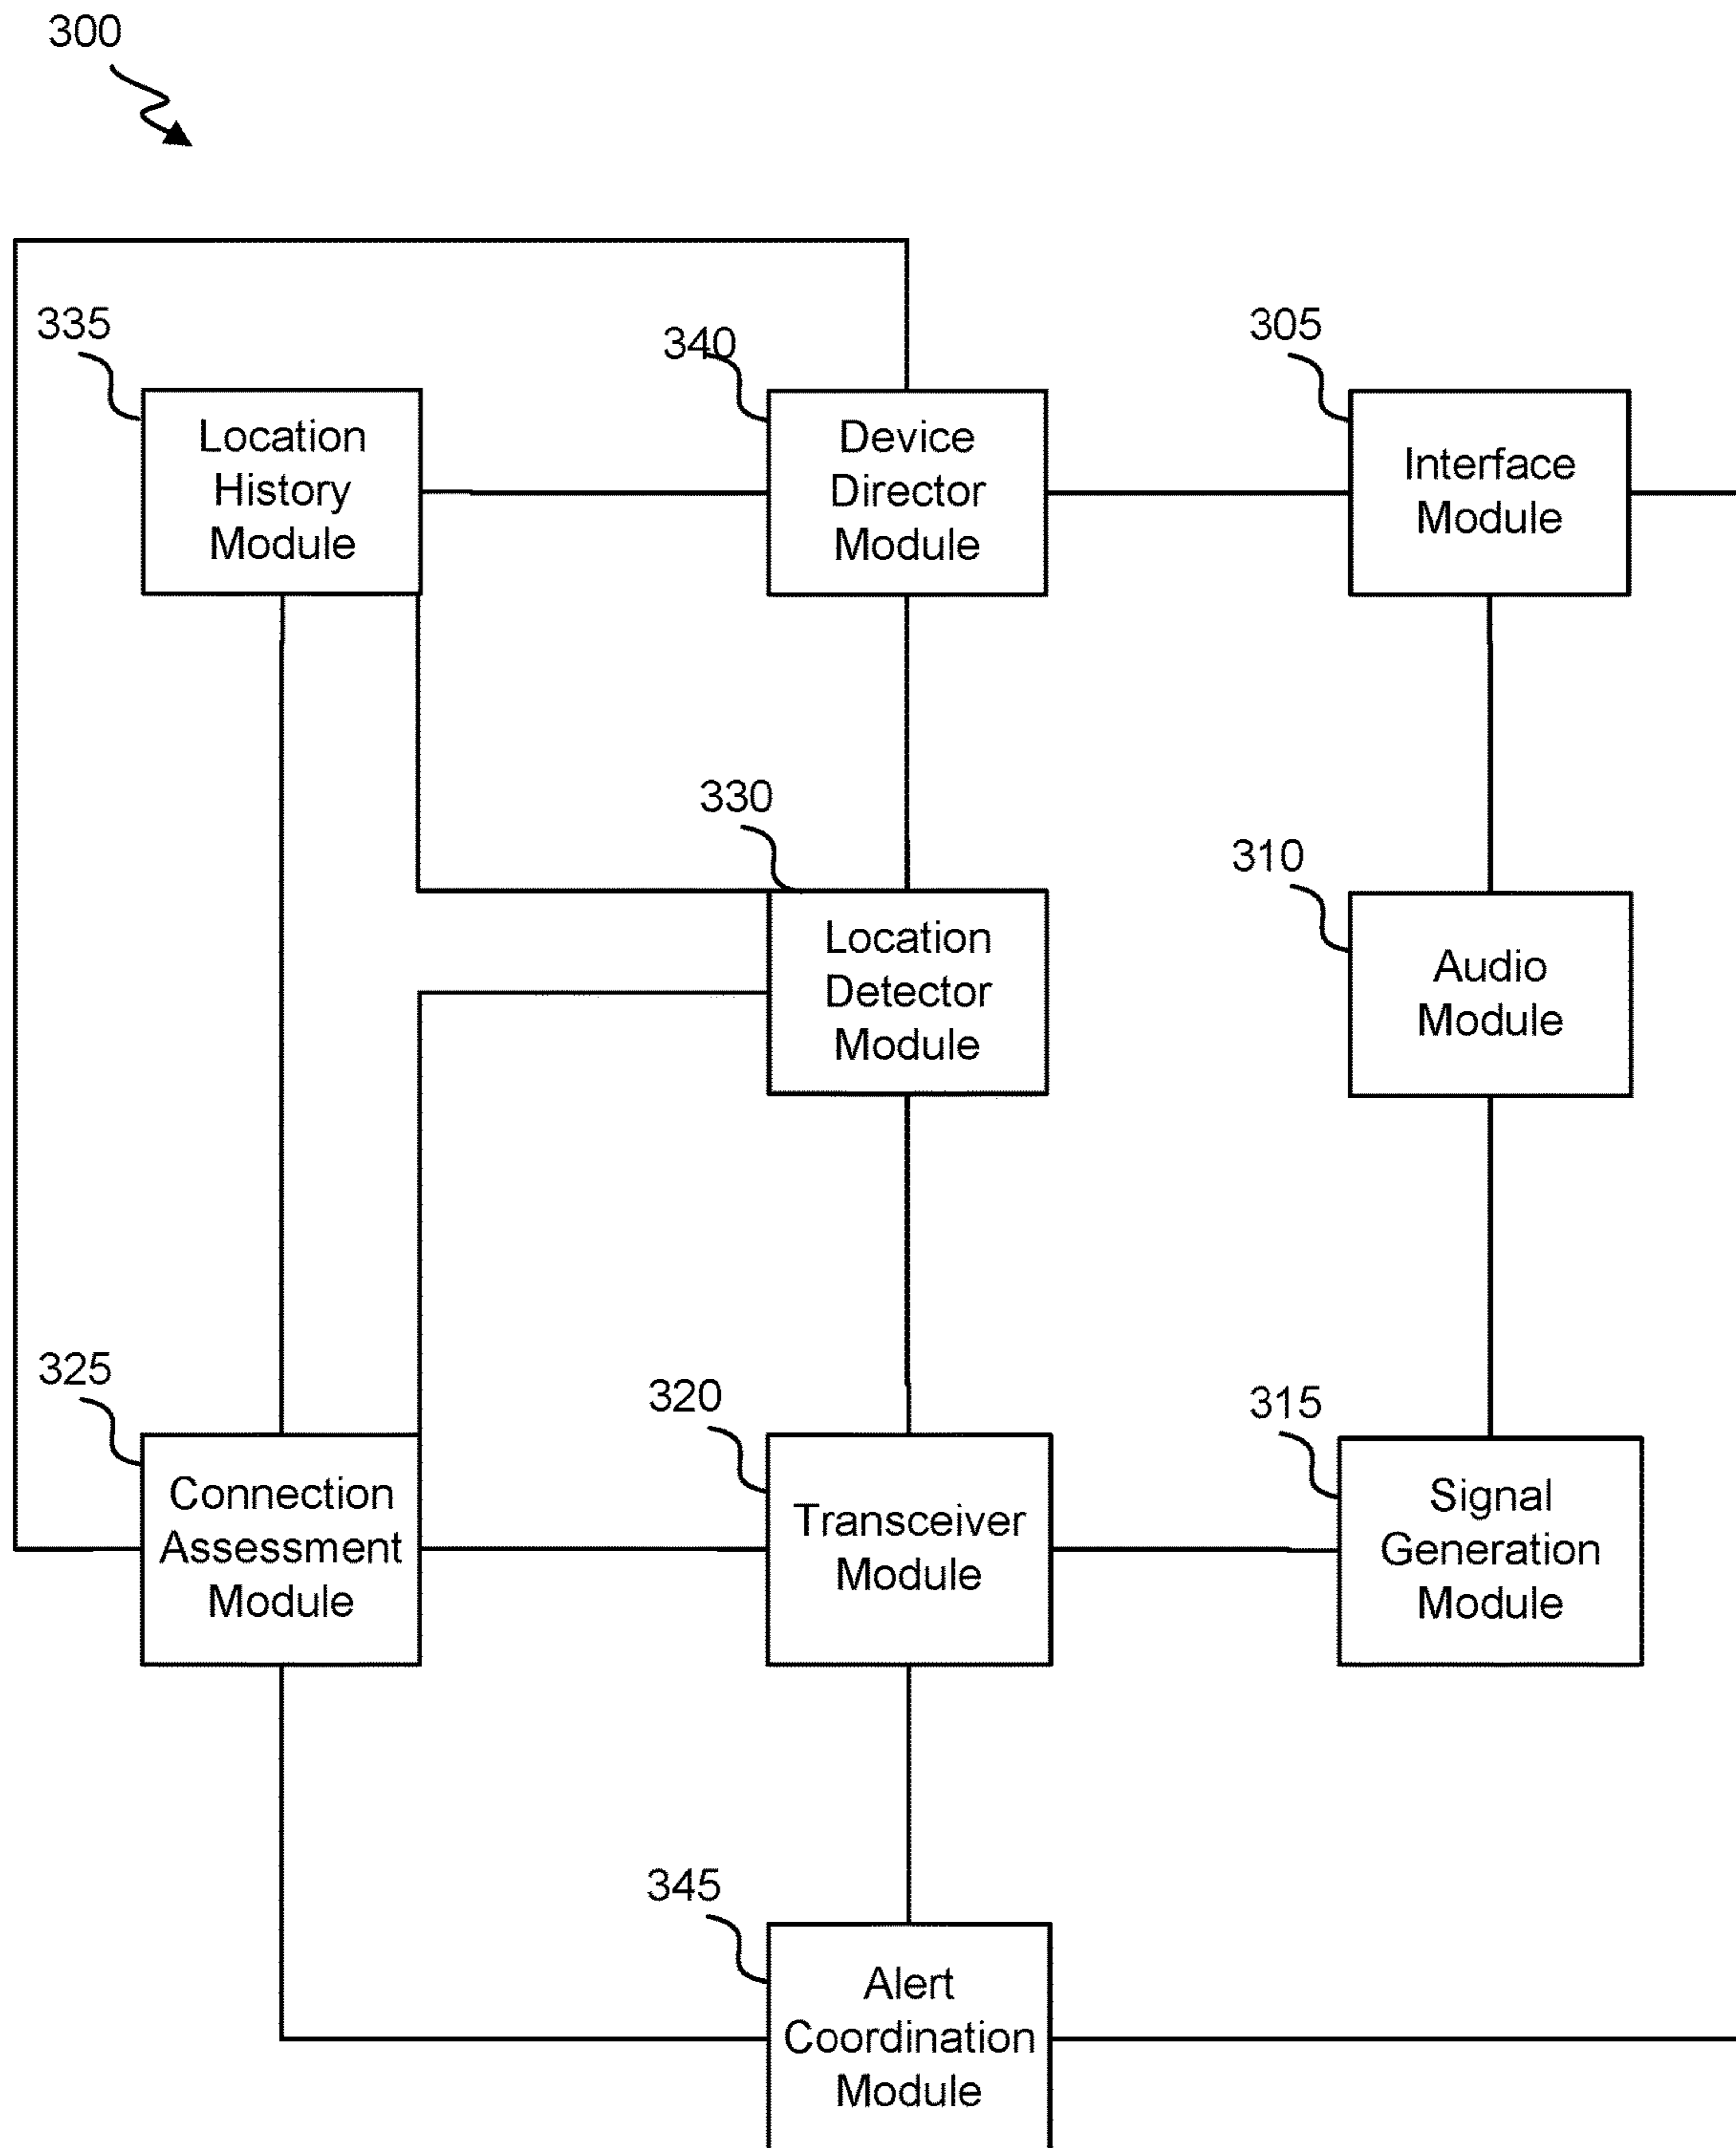 300
335
Location
History
Module
340
Device
Director
Module
305
Interface
Module
330
Location
Detector
Module
310
Audio
Module
325
Connection
Assessment
Module
320
Transceiver
Module
315
Signal
Generation
Module
345
Alert
Coordination
Module